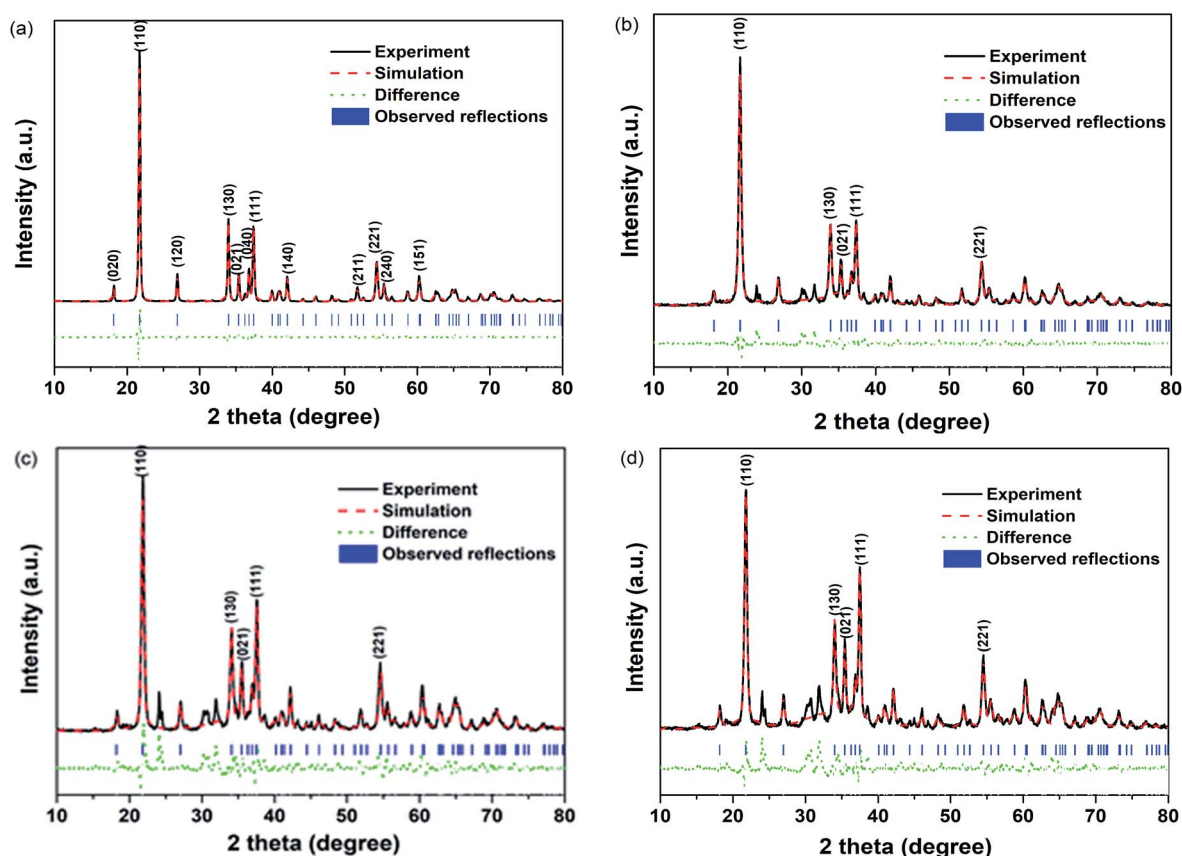 (a)
(110)
Experiment
Simulation
Difference
Observed reflections
(020)
(120)
(130)
(021)
(040)
(111)
(140)
(211)
(221)
(240)
(151)
Intensity (a.u.)
10 20 30 40 50 60 70 80
2 theta (degree)
(b)
(110)
Experiment
Simulation
Difference
Observed reflections
(130)
(021)
(111)
(221)
Intensity (a.u.)
10 20 30 40 50 60 70 80
2 theta (degree)
(c)
(110)
Experiment
Simulation
Difference
Observed reflections
(130)
(021)
(111)
(221)
Intensity (a.u.)
10 20 30 40 50 60 70 80
2 theta (degree)
(d)
(110)
Experiment
Simulation
Difference
Observed reflections
(130)
(021)
(111)
(221)
Intensity (a.u.)
10 20 30 40 50 60 70 80
2 theta (degree)